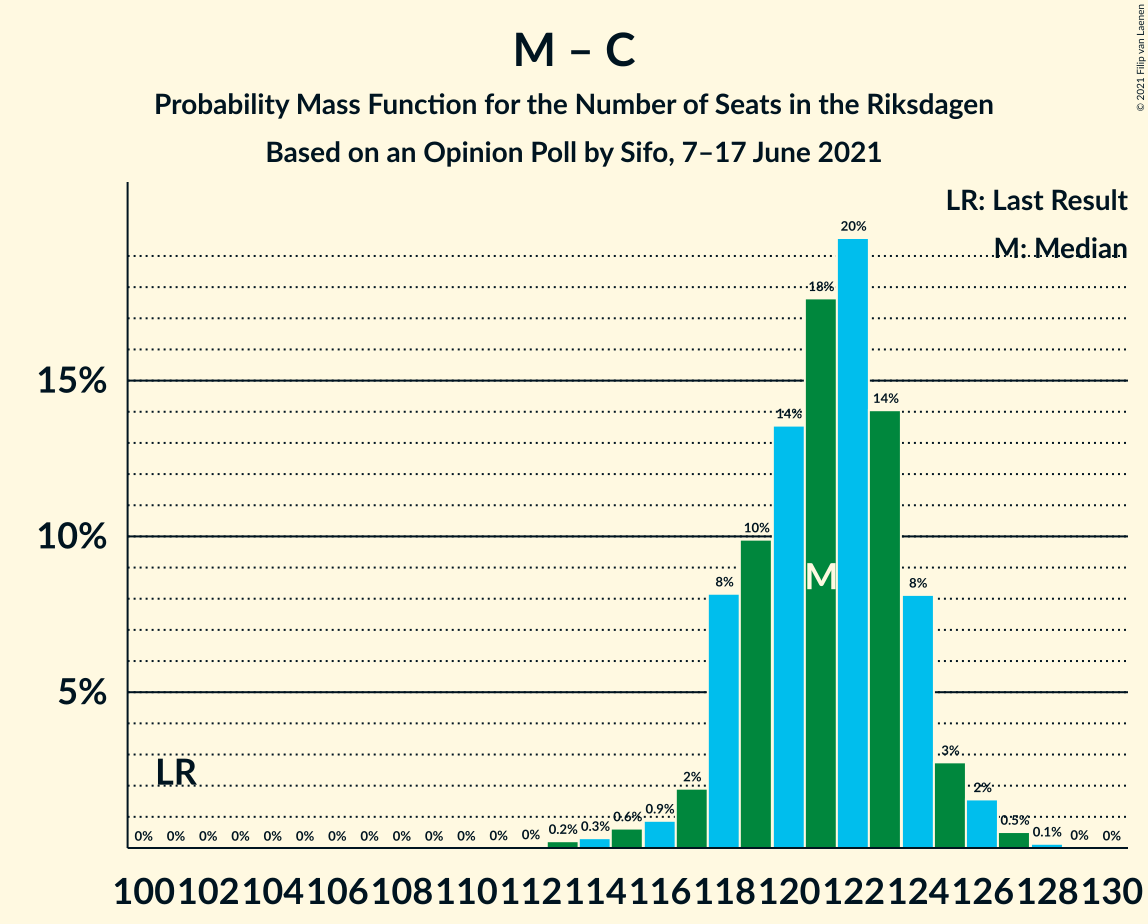 M – C
Probability Mass Function for the Number of Seats in the Riksdagen
Based on an Opinion Poll by Sifo, 7–17 June 2021
© 2021 Filip van Laenen
LR: Last Result
M: Median
15%
10%
5%
LR
M
0% 0% 0% 0% 0% 0% 0% 0% 0% 0% 0% 0% 0% 0.2% 0.3% 0.6% 0.9% 2% 8% 10% 14% 18% 20% 14% 8% 3% 2% 0.5% 0.1% 0% 0%
100 102 104 106 108 110 112 114 116 118 120 122 124 126 128 130